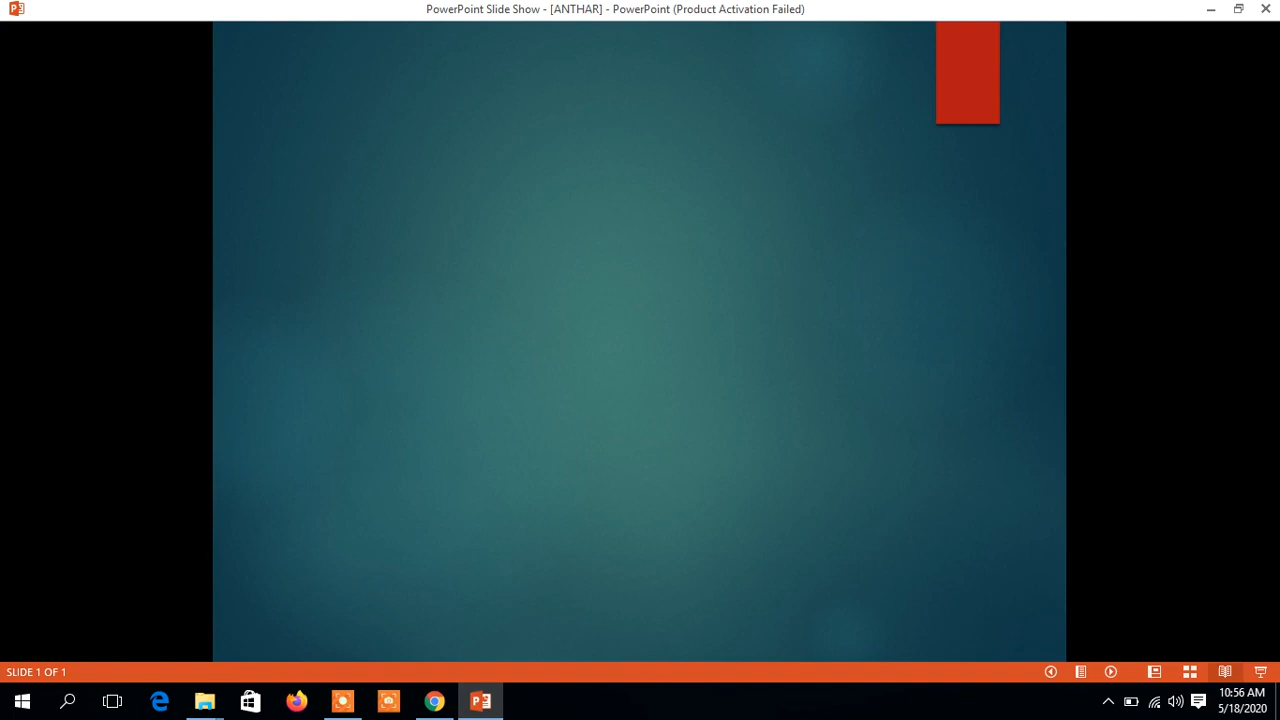 PowerPoint Slide Show - [ANTHAR] - PowerPoint (Product Activation Failed)
SLIDE 1 OF 1
10:56 AM
5/18/2020